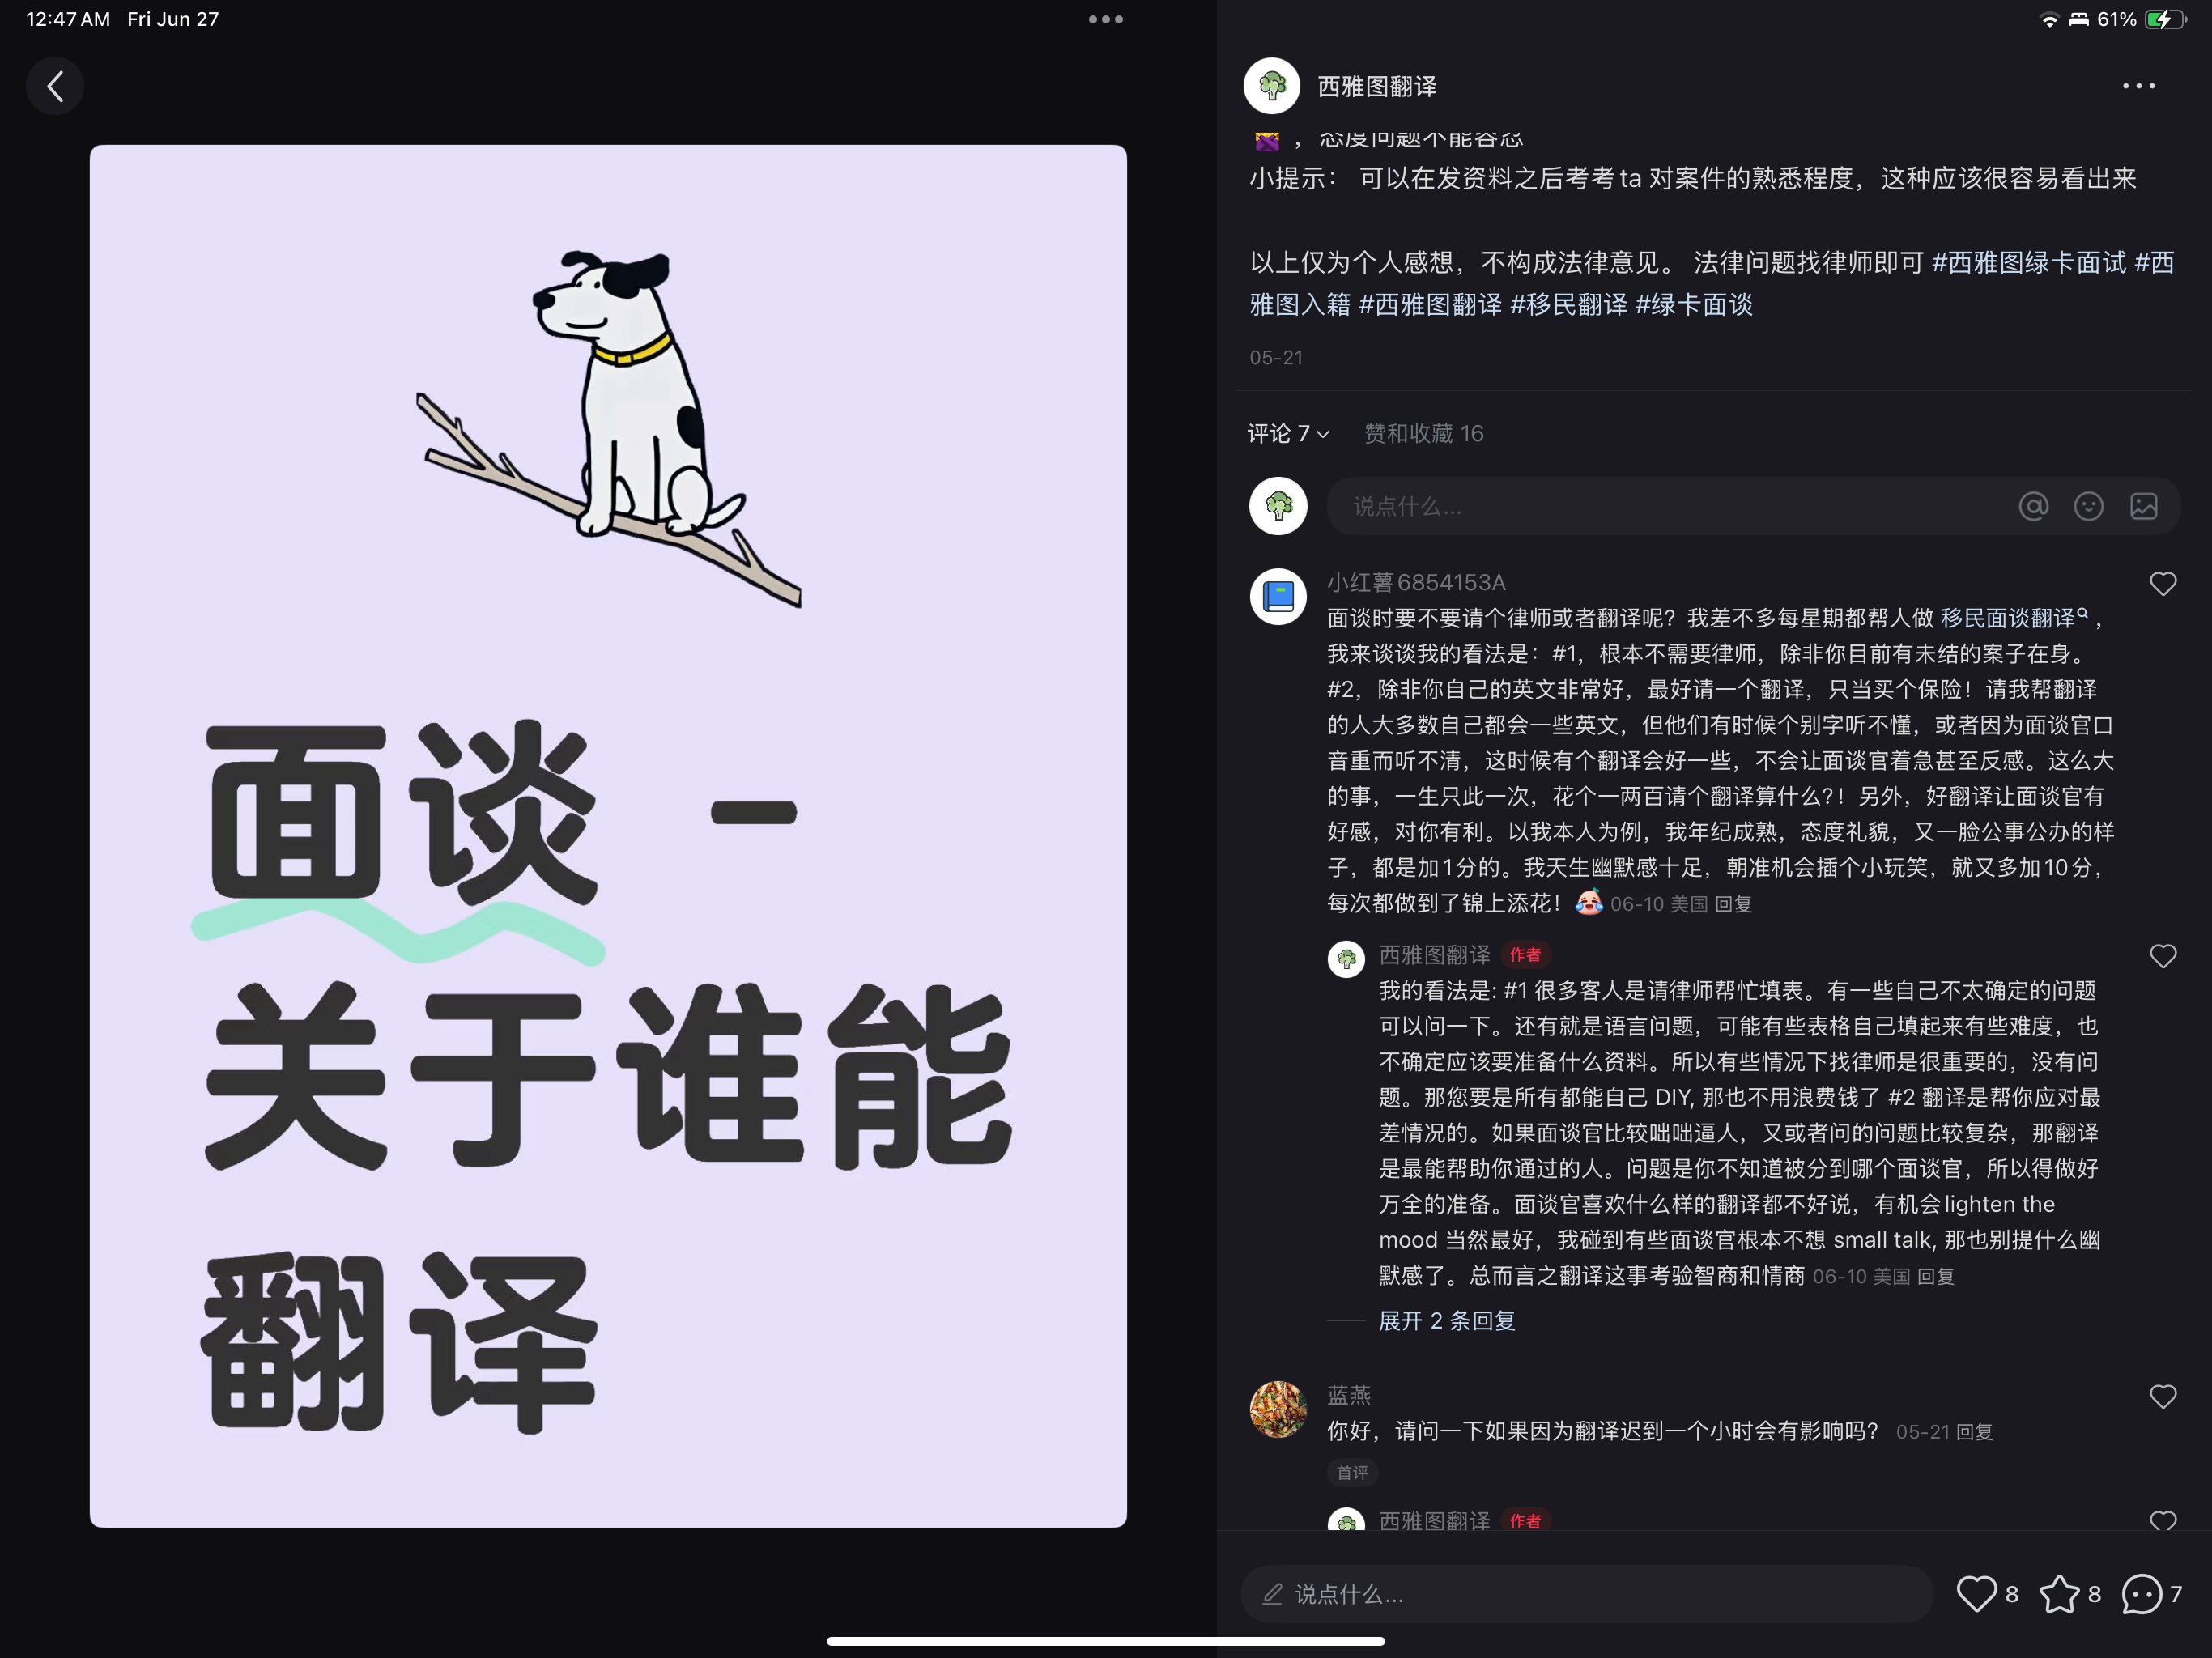 12:47 AM Fri Jun 27
61%
面谈 -
关于谁能
翻译
西雅图翻译
，态度问题不能容忍
小提示： 可以在发资料之后考考ta 对案件的熟悉程度，这种应该很容易看出来
以上仅为个人感想，不构成法律意见。 法律问题找律师即可 #西雅图绿卡面试 #西
雅图入籍 #西雅图翻译 #移民翻译 #绿卡面谈
05-21
评论 7 赞和收藏 16
说点什么...
小红薯6854153A
面谈时要不要请个律师或者翻译呢？我差不多每星期都帮人做 移民面谈翻译，
我来谈谈我的看法是：#1，根本不需要律师，除非你目前有未结的案子在身。
#2，除非你自己的英文非常好，最好请一个翻译，只当买个保险！请我帮翻译
的人大多数自己都会一些英文，但他们有时候个别字听不懂，或者因为面谈官口
音重而听不清，这时候有个翻译会好一些，不会让面谈官着急甚至反感。这么大
的事，一生只此一次，花个一两百请个翻译算什么？！另外，好翻译让面谈官有
好感，对你有利。以我本人为例，我年纪成熟，态度礼貌，又一脸公事公办的样
子，都是加1分的。我天生幽默感十足，朝准机会插个小玩笑，就又多加10分，
每次都做到了锦上添花！ 06-10 美国 回复
西雅图翻译 作者
我的看法是: #1 很多客人是请律师帮忙填表。有一些自己不太确定的问题
可以问一下。还有就是语言问题，可能有些表格自己填起来有些难度，也
不确定应该要准备什么资料。所以有些情况下找律师是很重要的，没有问
题。那您要是所有都能自己 DIY, 那也不用浪费钱了 #2 翻译是帮你应对最
差情况的。如果面谈官比较咄咄逼人，又或者问的问题比较复杂，那翻译
是最能帮助你通过的人。问题是你不知道被分到哪个面谈官，所以得做好
万全的准备。面谈官喜欢什么样的翻译都不好说，有机会lighten the
mood 当然最好，我碰到有些面谈官根本不想 small talk, 那也别提什么幽
默感了。总而言之翻译这事考验智商和情商 06-10 美国 回复
展开 2 条回复
蓝燕
你好，请问一下如果因为翻译迟到一个小时会有影响吗？ 05-21 回复
首评
西雅图翻译 作者
说点什么...
8 8 7